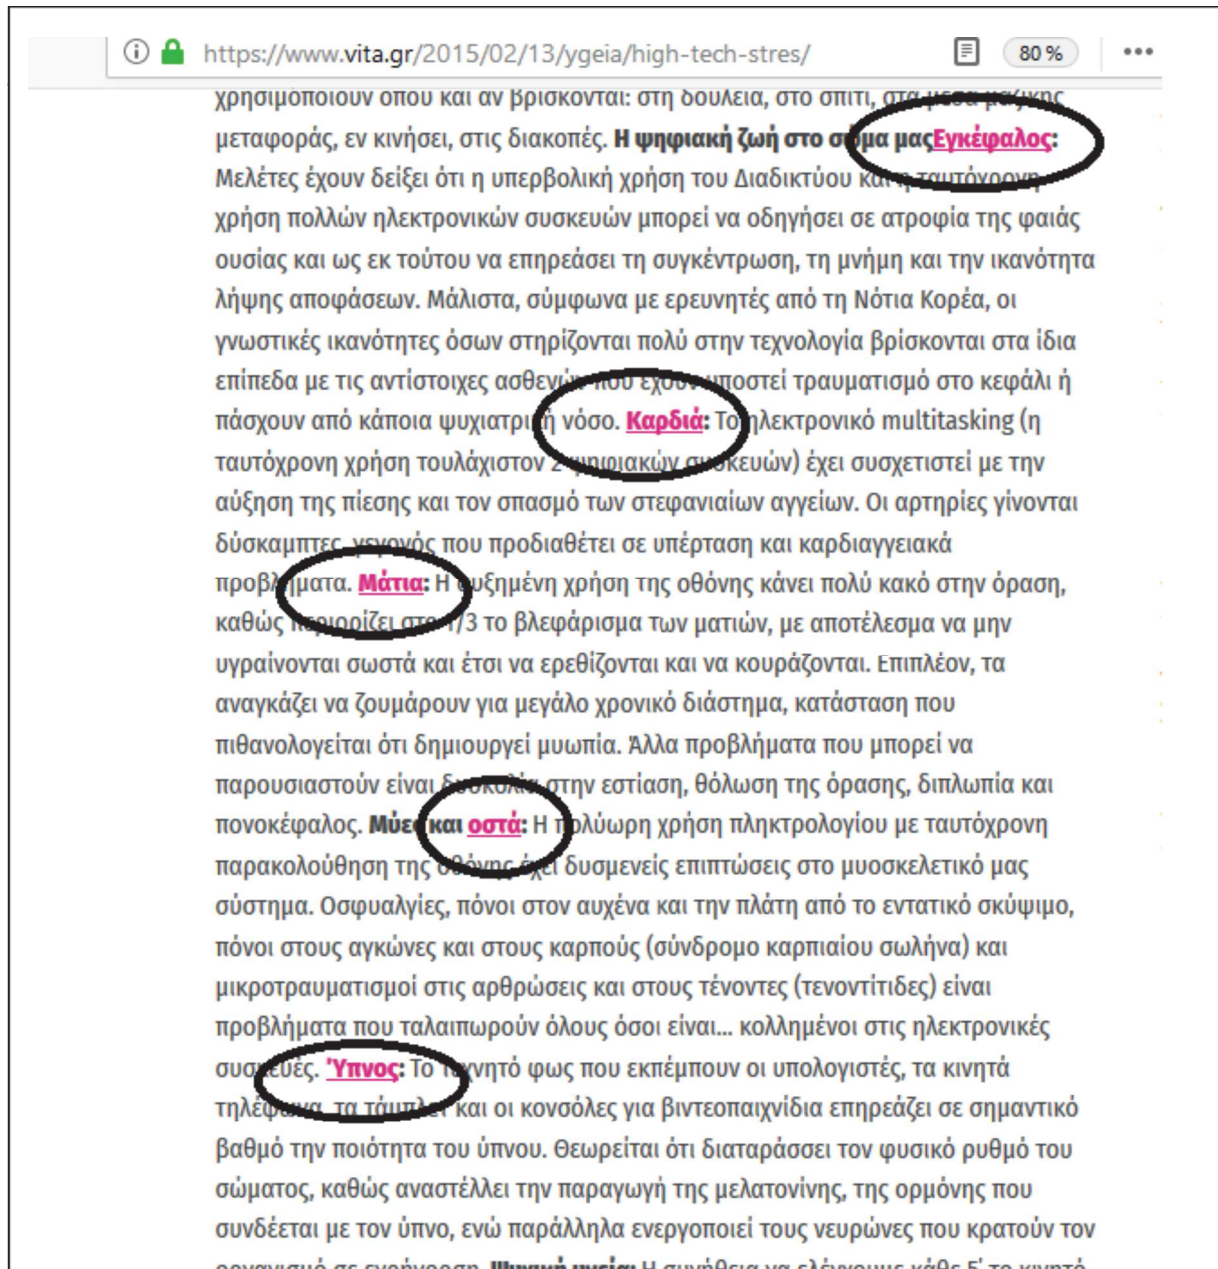 https://www.vita.gr/2015/02/13/ygeia/high-tech-stres/ 80 %
χρησιμοποιούν όπου και αν βρίσκονται: στη δουλειά, στο σπίτι, στα μέσα μαζικής
μεταφοράς, εν κινήσει, στις διακοπές. Η ψηφιακή ζωή στο σώμα μαςΕγκέφαλος:
Μελέτες έχουν δείξει ότι η υπερβολική χρήση του Διαδικτύου και η ταυτόχρονη
χρήση πολλών ηλεκτρονικών συσκευών μπορεί να οδηγήσει σε ατροφία της φαιάς
ουσίας και ως εκ τούτου να επηρεάσει τη συγκέντρωση, τη μνήμη και την ικανότητα
λήψης αποφάσεων. Μάλιστα, σύμφωνα με ερευνητές από τη Νότια Κορέα, οι
γνωστικές ικανότητες όσων στηρίζονται πολύ στην τεχνολογία βρίσκονται στα ίδια
επίπεδα με τις αντίστοιχες ασθενών που έχουν υποστεί τραυματισμό στο κεφάλι ή
πάσχουν από κάποια ψυχιατρική νόσο. Καρδιά: Το ηλεκτρονικό multitasking (η
ταυτόχρονη χρήση τουλάχιστον 2 ψηφιακών συσκευών) έχει συσχετιστεί με την
αύξηση της πίεσης και τον σπασμό των στεφανιαίων αγγείων. Οι αρτηρίες γίνονται
δύσκαμπτες, γεγονός που προδιαθέτει σε υπέρταση και καρδιαγγειακά
προβλήματα. Μάτια: Η αυξημένη χρήση της οθόνης κάνει πολύ κακό στην όραση,
καθώς περιορίζει στο 1/3 το βλεφάρισμα των ματιών, με αποτέλεσμα να μην
υγραίνονται σωστά και έτσι να ερεθίζονται και να κουράζονται. Επιπλέον, τα
αναγκάζει να ζουμάρουν για μεγάλο χρονικό διάστημα, κατάσταση που
πιθανολογείται ότι δημιουργεί μυωπία. Άλλα προβλήματα που μπορεί να
παρουσιαστούν είναι δυσκολία στην εστίαση, θόλωση της όρασης, διπλωπία και
πονοκέφαλος. Μύες και οστά: Η πολύωρη χρήση πληκτρολογίου με ταυτόχρονη
παρακολούθηση της οθόνης έχει δυσμενείς επιπτώσεις στο μυοσκελετικό μας
σύστημα. Οσφυαλγίες, πόνοι στον αυχένα και την πλάτη από το εντατικό σκύψιμο,
πόνοι στους αγκώνες και στους καρπούς (σύνδρομο καρπιαίου σωλήνα) και
μικροτραυματισμοί στις αρθρώσεις και στους τένοντες (τενοντίτιδες) είναι
προβλήματα που ταλαιπωρούν όλους όσοι είναι... κολλημένοι στις ηλεκτρονικές
συσκευές. Ύπνος: Το τεχνητό φως που εκπέμπουν οι υπολογιστές, τα κινητά
τηλέφωνα, τα τάμπλετ και οι κονσόλες για βιντεοπαιχνίδια επηρεάζει σε σημαντικό
βαθμό την ποιότητα του ύπνου. Θεωρείται ότι διαταράσσει τον φυσικό ρυθμό του
σώματος, καθώς αναστέλλει την παραγωγή της μελατονίνης, της ορμόνης που
συνδέεται με τον ύπνο, ενώ παράλληλα ενεργοποιεί τους νευρώνες που κρατούν τον
οργανισμό σε εγρήγορση. Ψυχική υγεία: Η συνήθεια να ελέγχουμε κάθε 5' το κινητό